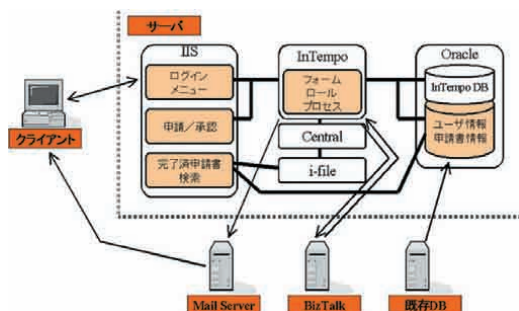 サーバ
IIS
InTempo
Oracle
ログイン
メニュー
申請／承認
完了済申請書
検索
フォーム
ロール
プロセス
Central
i-file
InTempo DB
ユーザ情報
申請書情報
クライアント
Mail Server
BizTalk
既存DB